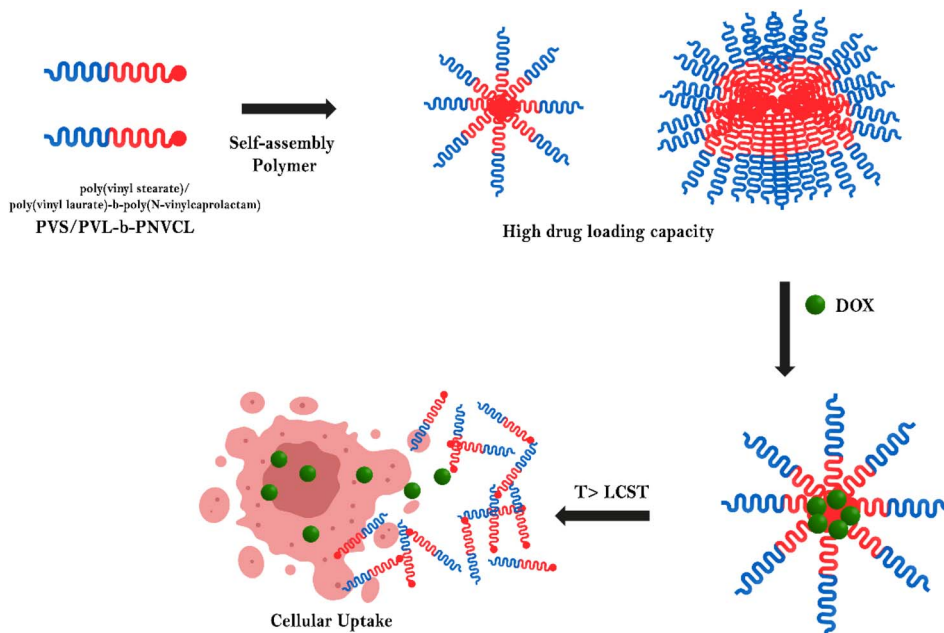 Self-assembly
Polymer
poly(vinyl stearate)/
poly(vinyl laurate)-b-poly(N-vinylcaprolactam)
PVS/PVL-b-PNVCL
High drug loading capacity
DOX
T> LCST
Cellular Uptake